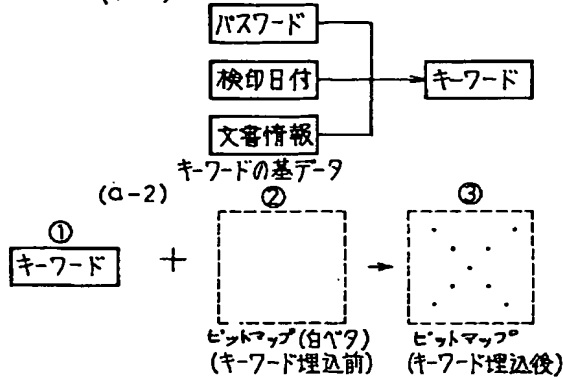 パスワード
検印日付
キーワード
文書情報
キーワードの基データ
(a-2)
① ② ③
キーワード + →
ビットマップ(白ベタ) ビットマップ
(キーワード埋込前) (キーワード埋込後)